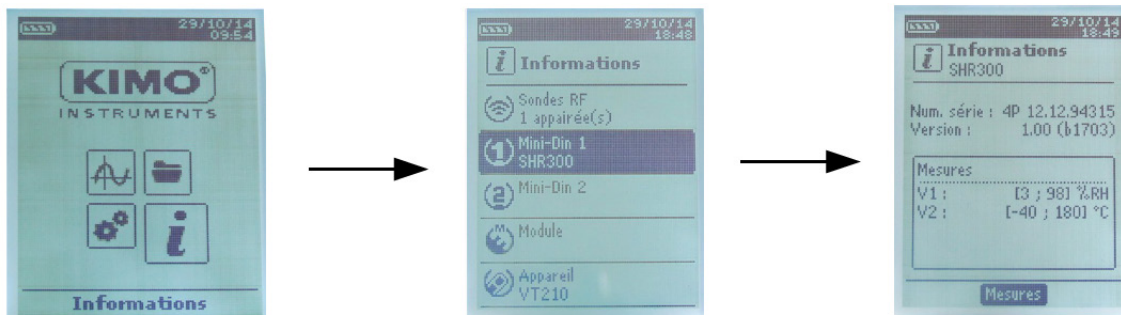 29/10/14
09:54
KIMO®
INSTRUMENTS
i
Informations
29/10/14
18:48
i Informations
Sondes RF
1 appairée(s)
1 Mini-Din 1
SHR300
2 Mini-Din 2
M Module
Appareil
VT210
29/10/14
18:49
i Informations
SHR300
Num. série : 4P 12.12.94315
Version : 1.00 (b1703)
Mesures
V1 : [3 ; 98] %RH
V2 : [-40 ; 180] °C
Mesures